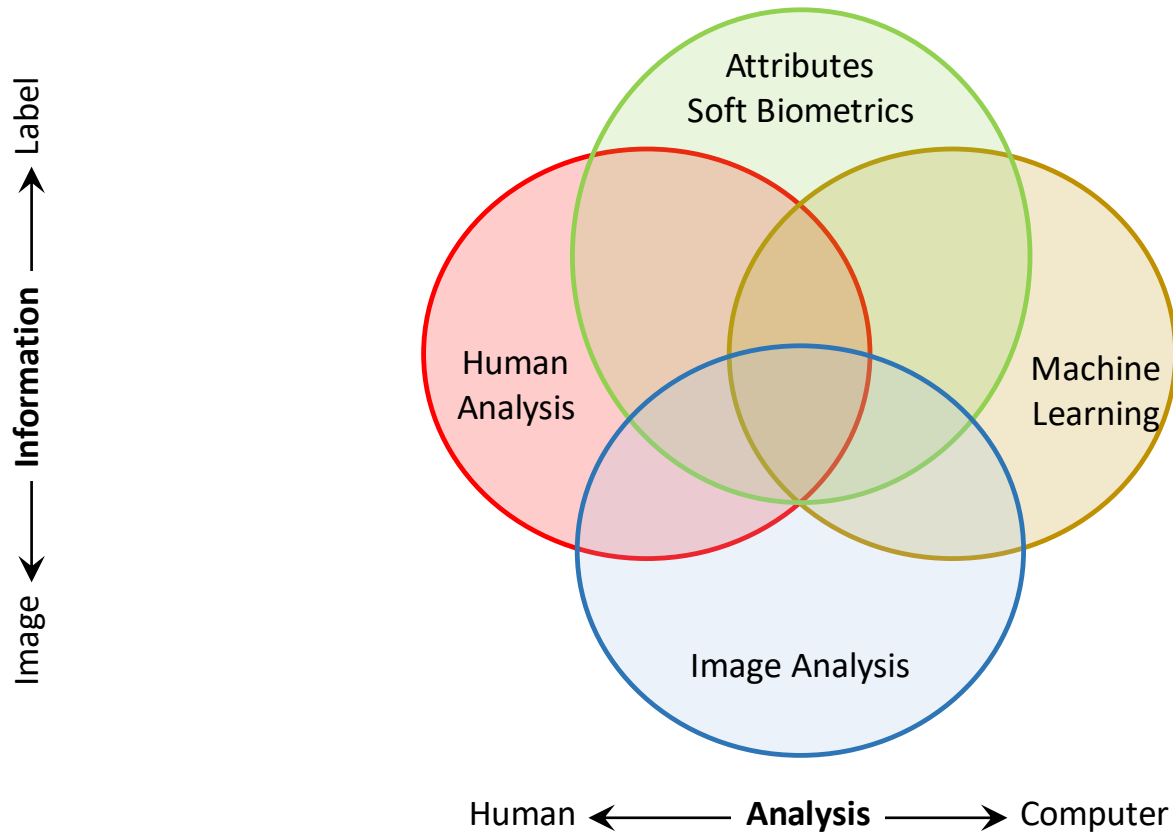 Attributes
Soft Biometrics
Human
Analysis
Machine
Learning
Image Analysis
Image Information Label
Human Analysis Computer